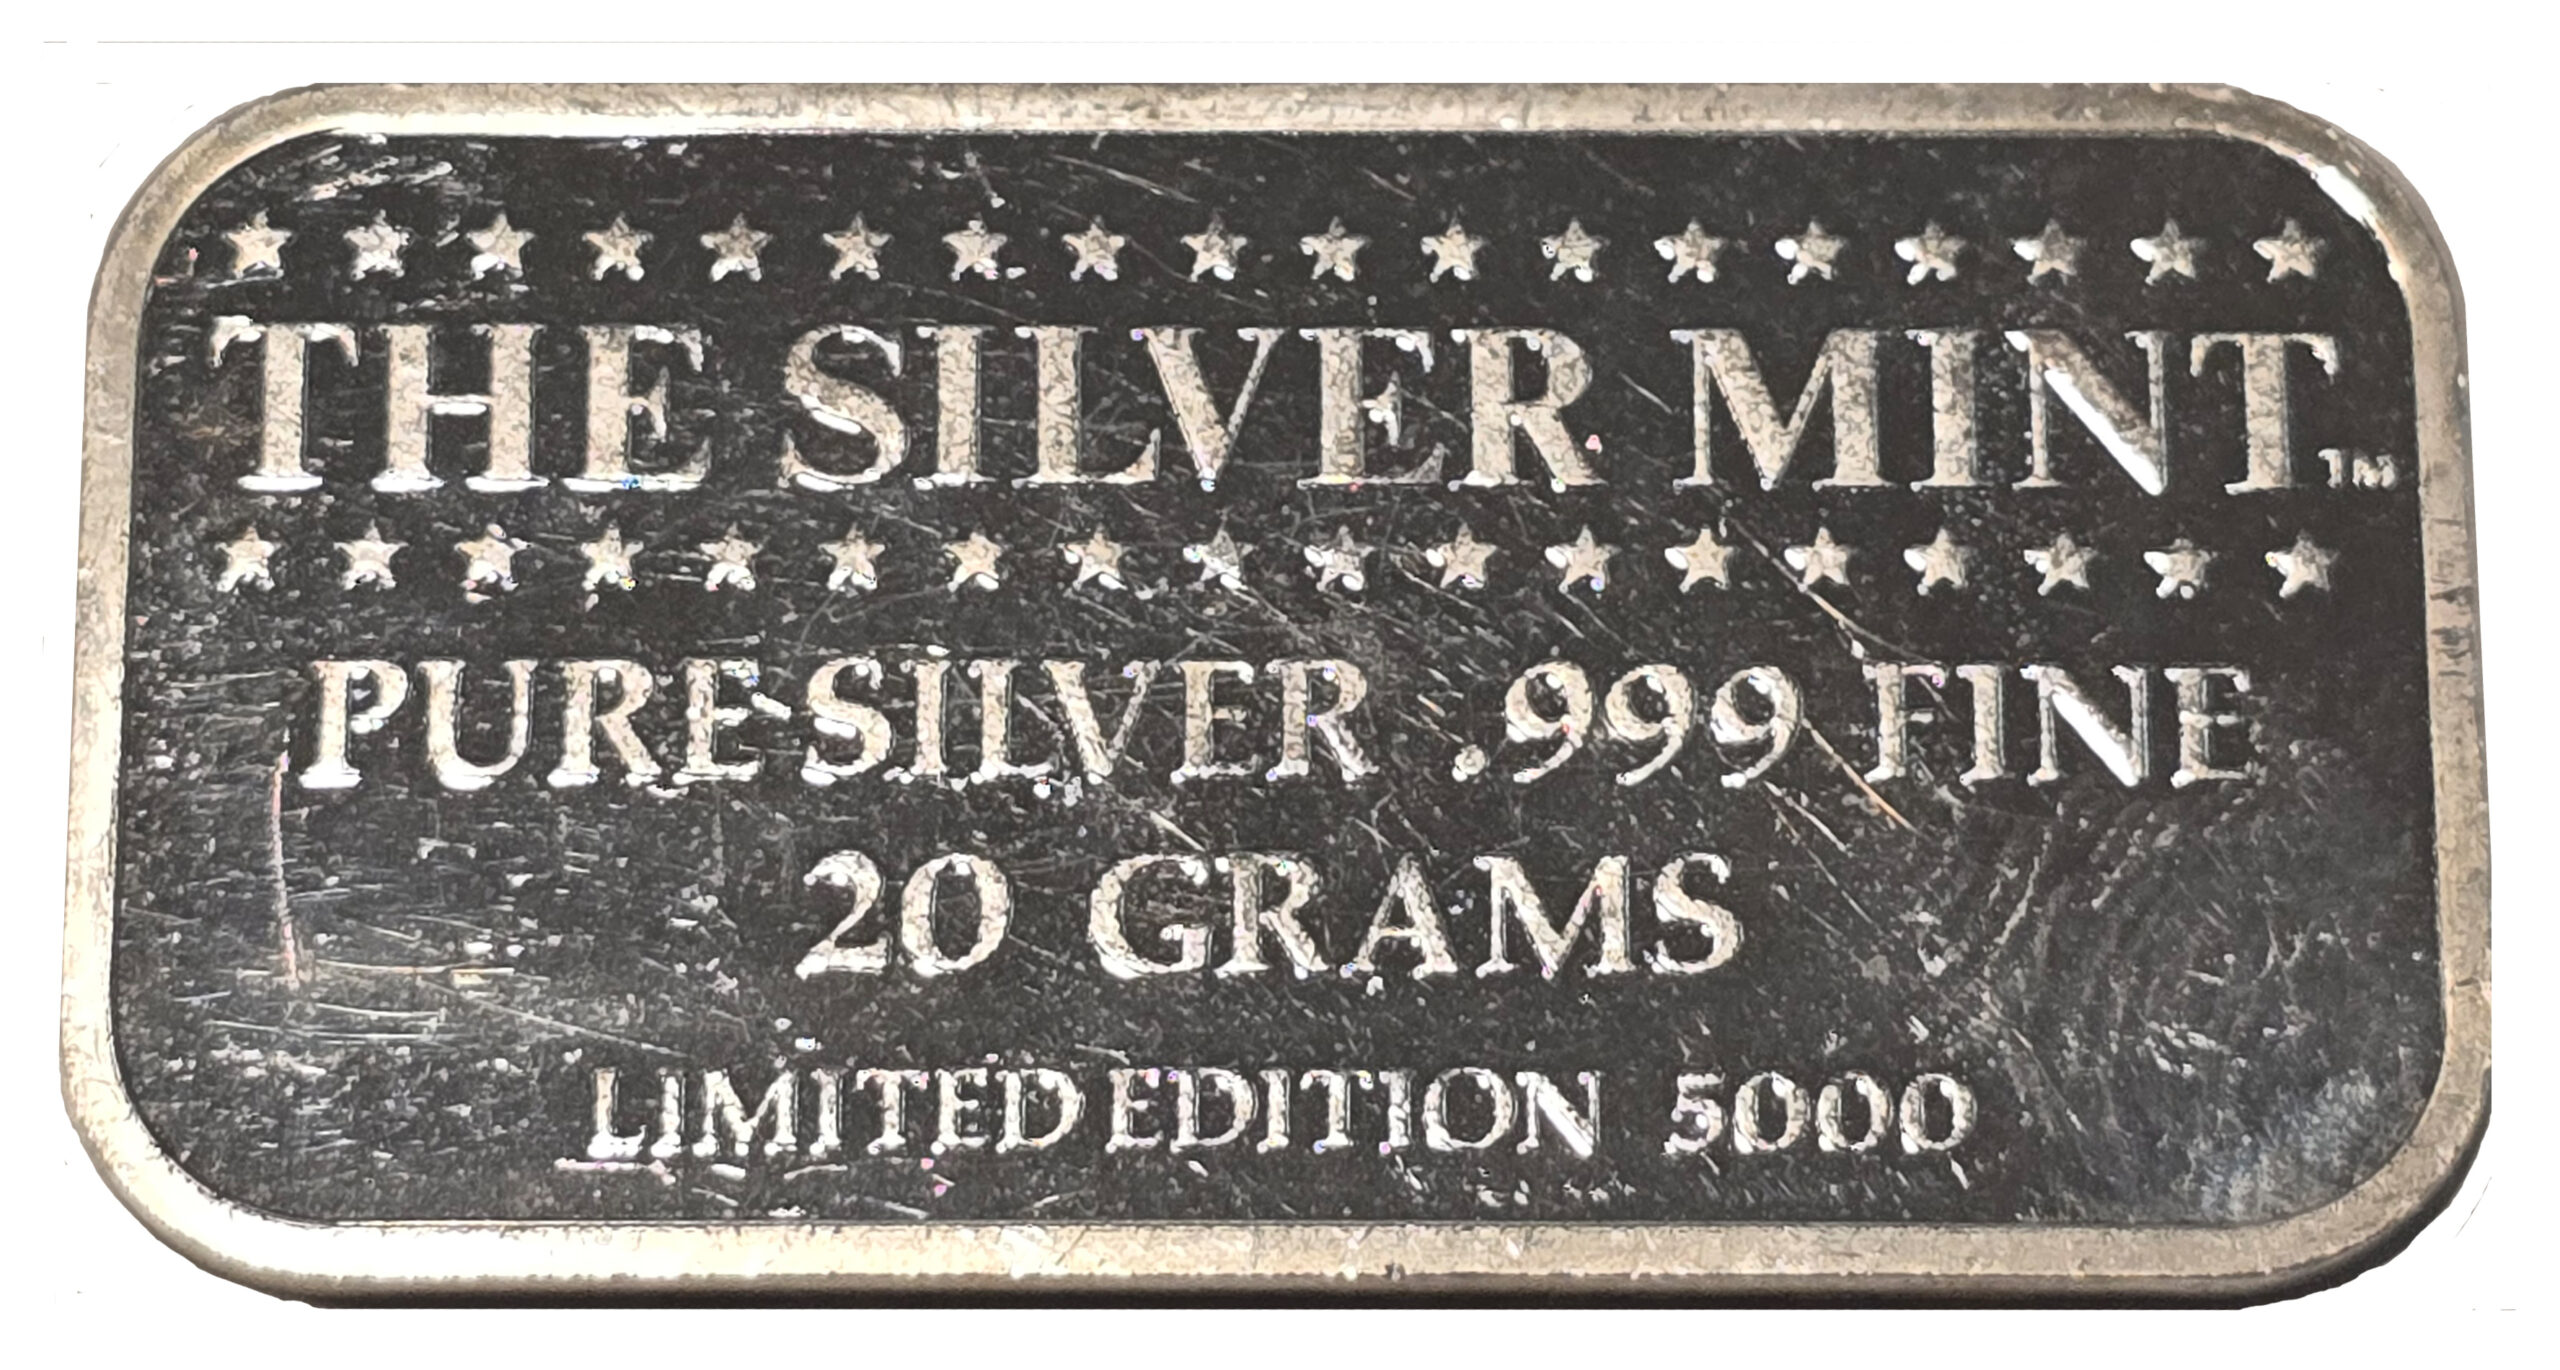 THE SILVER MINT™
PURE SILVER .999 FINE
20 GRAMS
LIMITED EDITION 5000